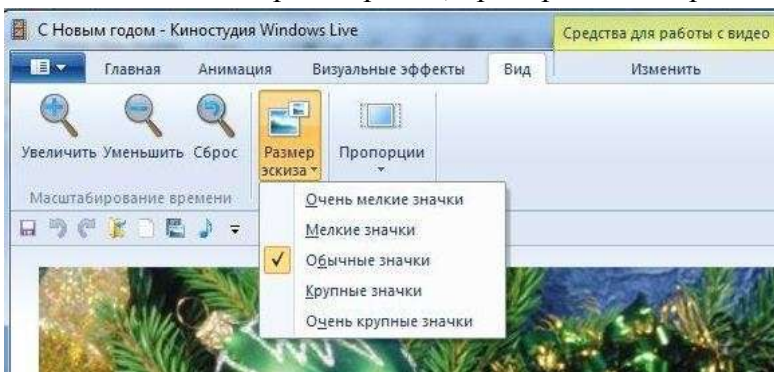 С Новым годом - Киностудия Windows Live
Средства для работы с видео
Главная Анимация Визуальные эффекты Вид Изменить
Увеличить Уменьшить Сброс Размер эскиза Пропорции
Масштабирование времени
Очень мелкие значки
Мелкие значки
Обычные значки
Крупные значки
Очень крупные значки